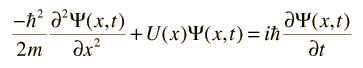 −ħ²/2m ∂²Ψ(x,t)/∂x² + U(x)Ψ(x,t) = iħ ∂Ψ(x,t)/∂t